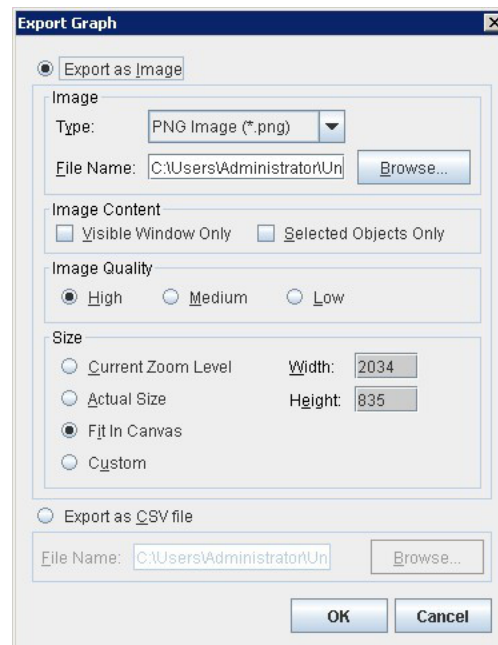 Export Graph
Export as Image
Image
Type: PNG Image (*.png)
File Name: C:\Users\Administrator\Un Browse...
Image Content
Visible Window Only Selected Objects Only
Image Quality
High Medium Low
Size
Current Zoom Level Width: 2034
Actual Size Height: 835
Fit In Canvas
Custom
Export as CSV file
File Name: C:\Users\Administrator\Un Browse...
OK Cancel